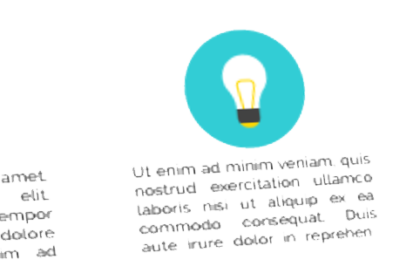 amet.
elit.
empor
dolore
im ad
Ut enim ad minim veniam, quis
nostrud exercitation ullamco
laboris nisi ut aliquip ex ea
commodo consequat. Duis
aute irure dolor in reprehen